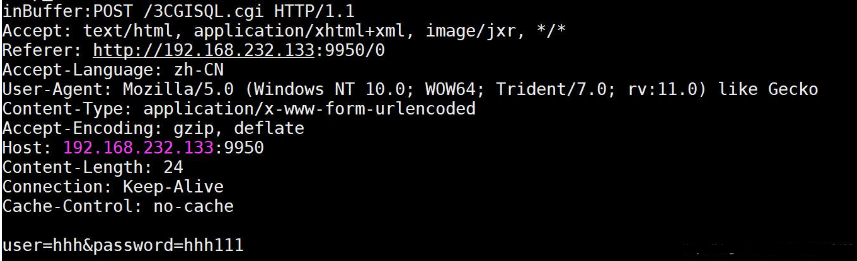 inBuffer:POST /3CGISQL.cgi HTTP/1.1
Accept: text/html, application/xhtml+xml, image/jxr, */*
Referer: http://192.168.232.133:9950/0
Accept-Language: zh-CN
User-Agent: Mozilla/5.0 (Windows NT 10.0; WOW64; Trident/7.0; rv:11.0) like Gecko
Content-Type: application/x-www-form-urlencoded
Accept-Encoding: gzip, deflate
Host: 192.168.232.133:9950
Content-Length: 24
Connection: Keep-Alive
Cache-Control: no-cache
user=hhh&password=hhh111